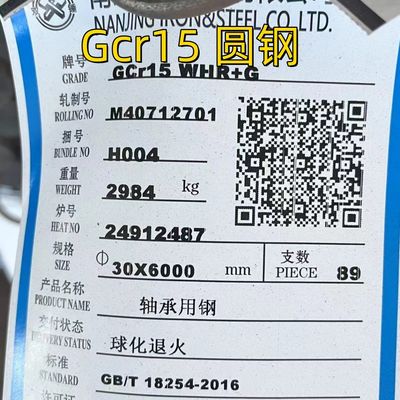 NANJING IRON&STEEL CO.,LTD.
Gcr15 圆钢
牌号 GRADE GCr15 WHR+G
轧制号 ROLLING NO M40712701
捆号 BUNDLE NO H004
重量 WEIGHT 2984 kg
炉号 HEAT NO 24912487
规格 SIZE Φ 30X6000 mm 支数 PIECE 89
产品名称 PRODUCT NAME 轴承用钢
交付状态 DELIVERY STATUS 球化退火
标准 STANDARD GB/T 18254-2016
许可证